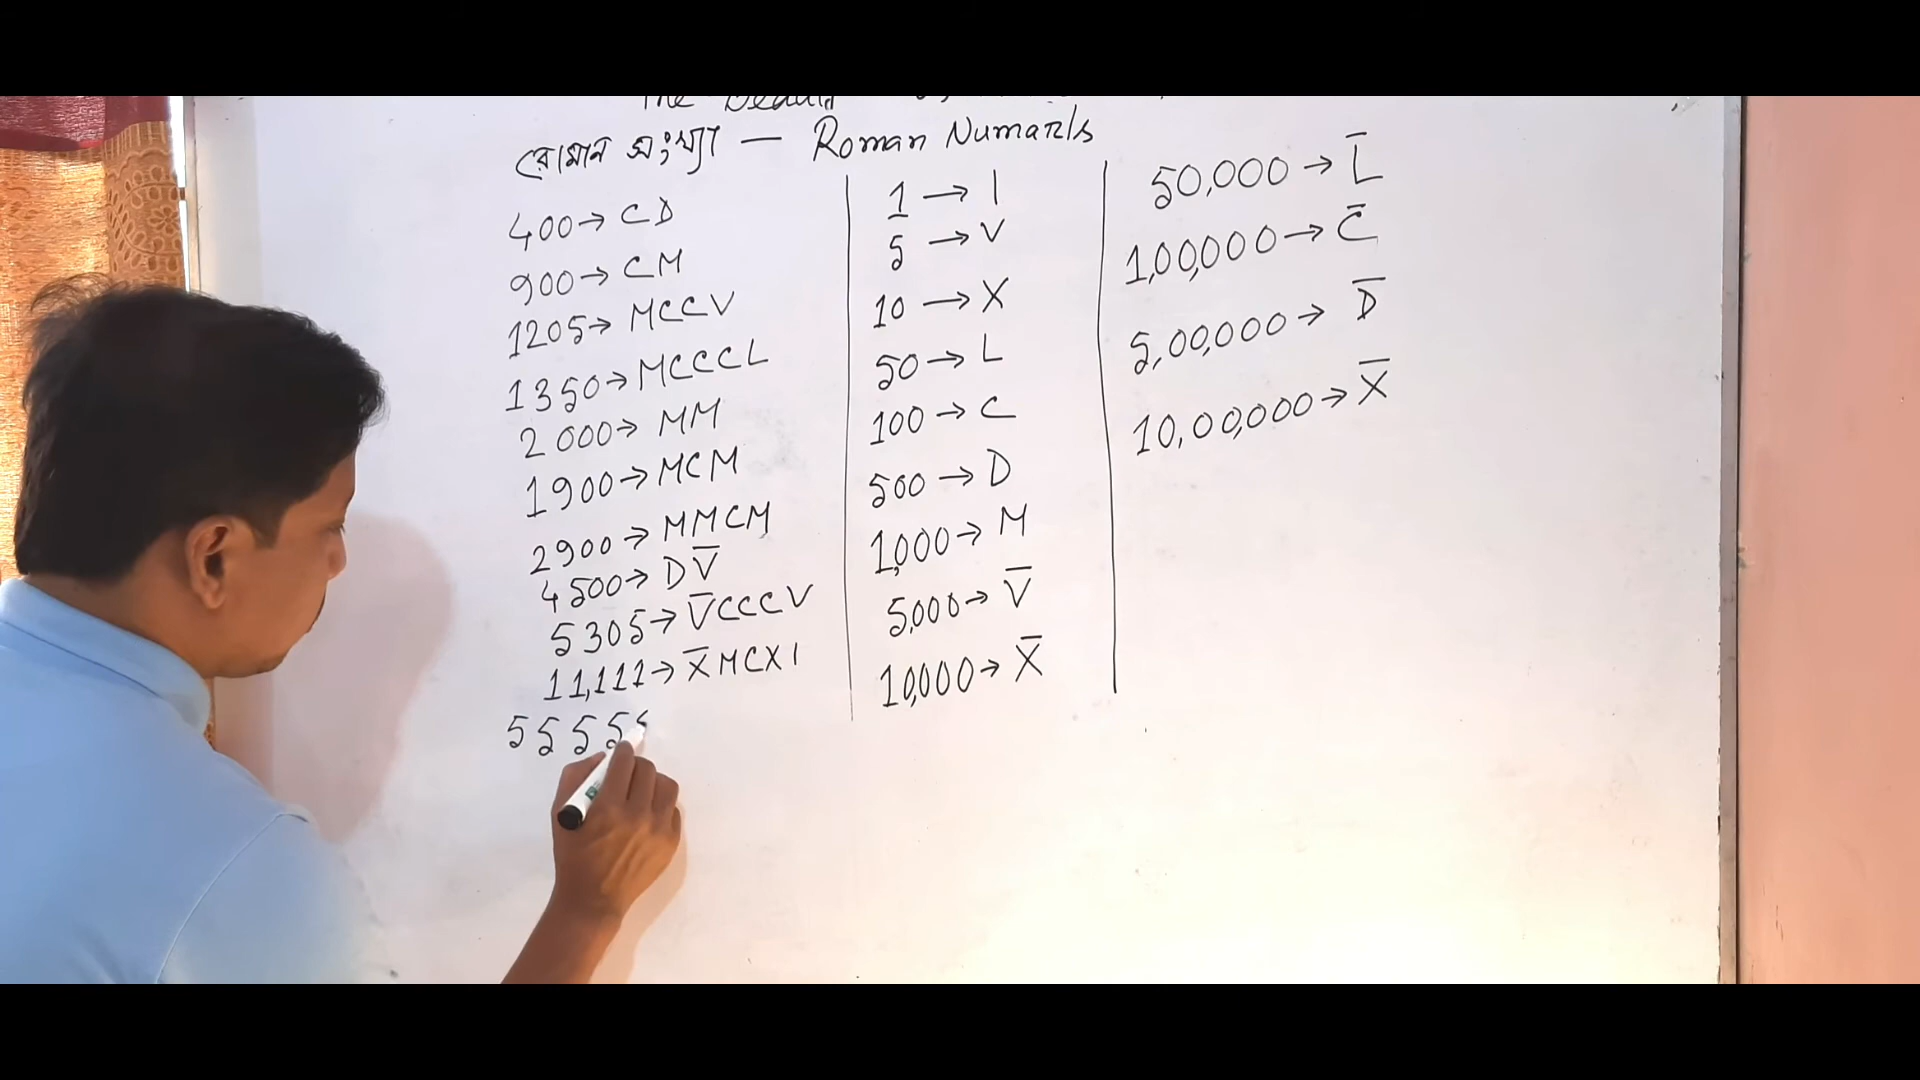 The
রোমান সংখ্যা — Roman Numarls
400→ CD
900→ CM
1205→ MCCV
1350→ MCCCL
2000→ MM
1900→ MCM
2900→ MMCM
4500→ DV̅
5305→ V̅CCCV
11,111→ X̅MCXI
55555
1 → I
5 → V
10 → X
50 → L
100 → C
500 → D
1,000 → M
5,000→ V̅
10,000→ X̅
50,000 → L̅
1,00,000 → C̅
5,00,000 → D̅
10,00,000 → X̅